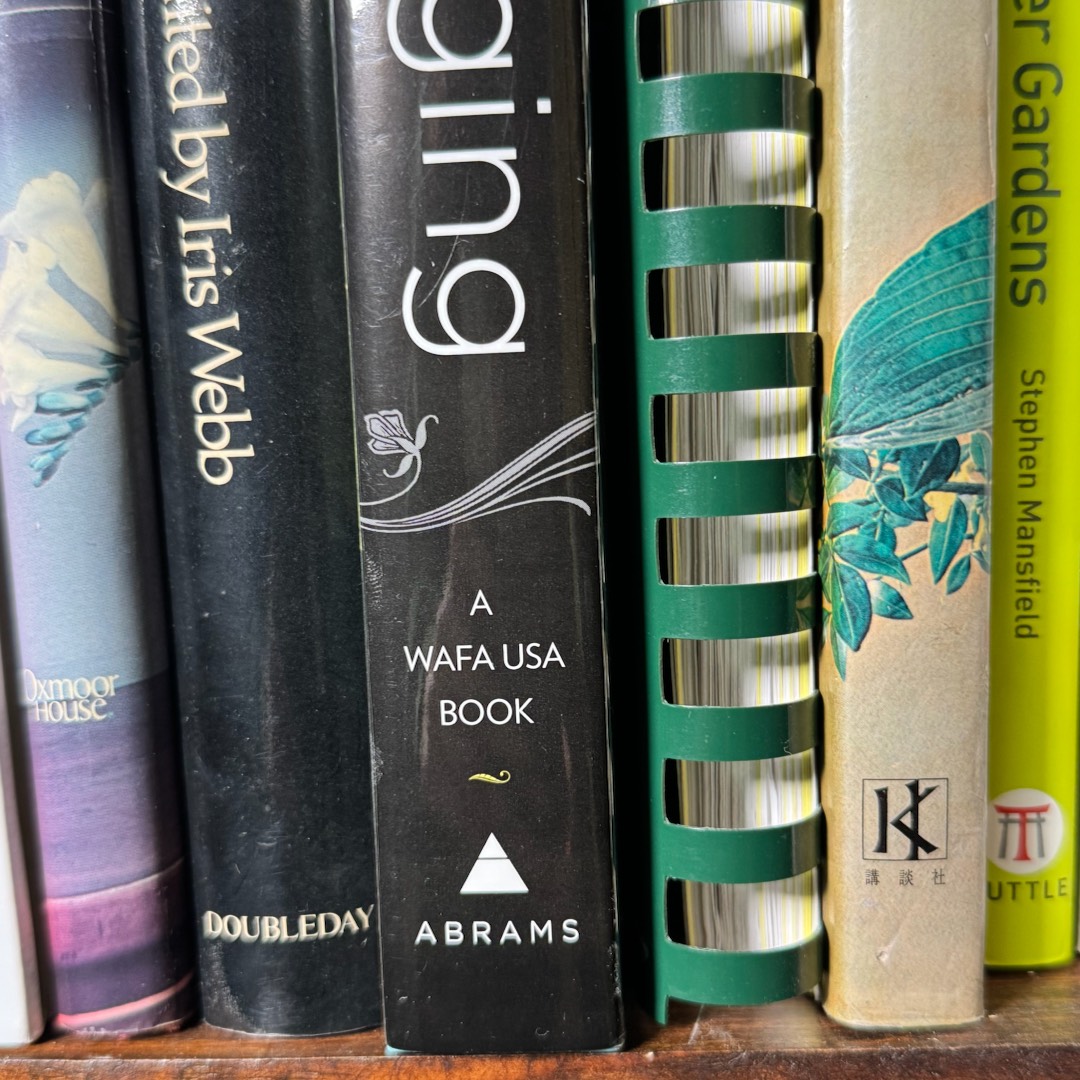 Oxmoor
HOUSE®
ited by Iris Webb
DOUBLEDAY
ging
A
WAFA USA
BOOK
ABRAMS
K
講談社
er Gardens
Stephen Mansfield
UTTLE